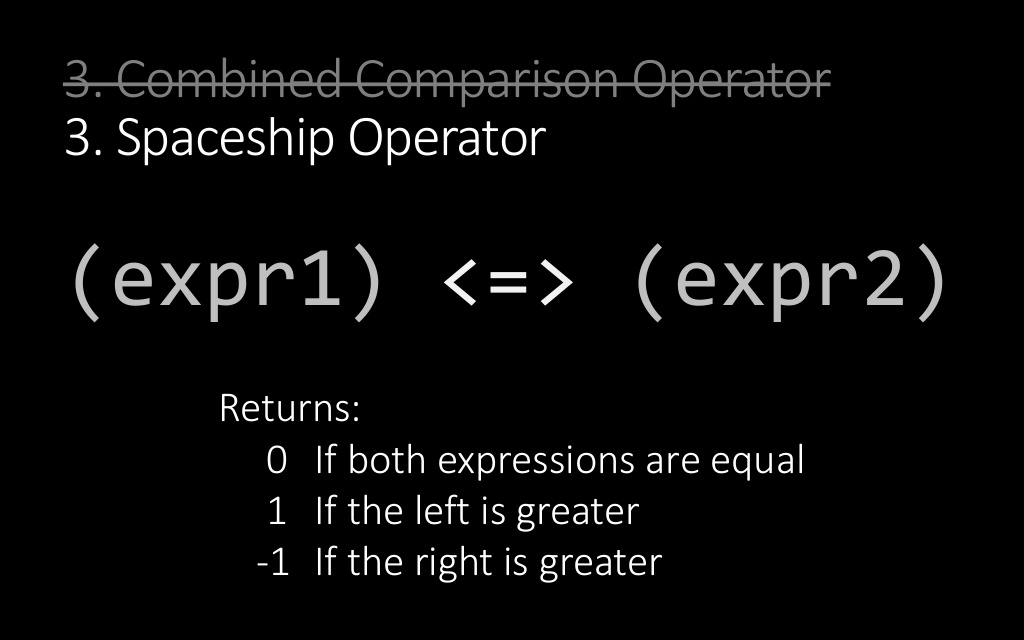 3. Combined Comparison Operator
3. Spaceship Operator
(expr1) <=> (expr2)
Returns:
0 If both expressions are equal
1 If the left is greater
-1 If the right is greater